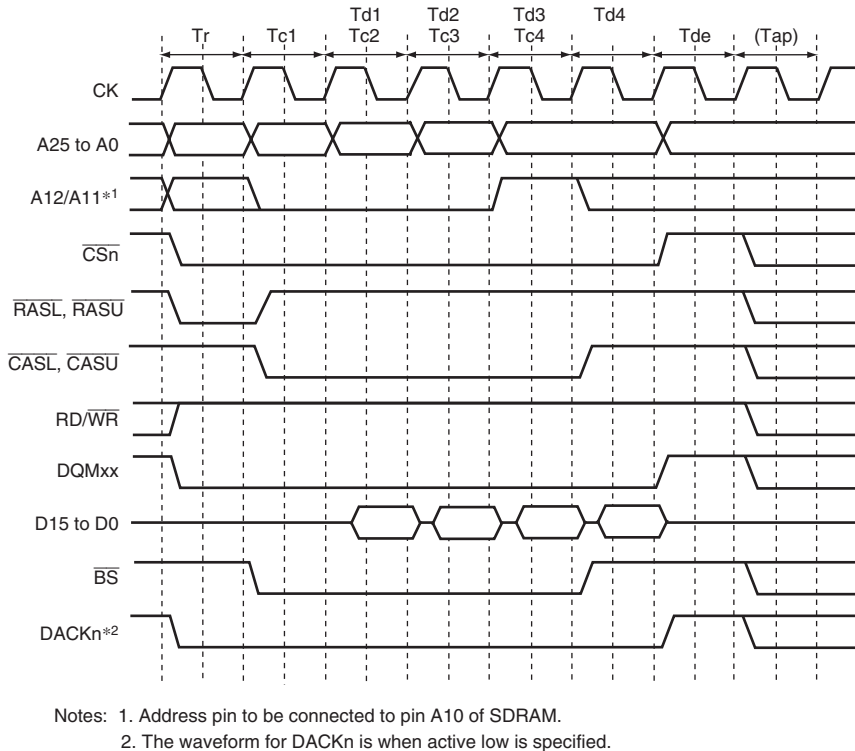 Td1 Td2 Td3 Td4
Tr Tc1 Tc2 Tc3 Tc4 Tde (Tap)
CK
A25 to A0
A12/A11*1
CSn
RASL, RASU
CASL, CASU
RD/WR
DQMxx
D15 to D0
BS
DACKn*2
Notes: 1. Address pin to be connected to pin A10 of SDRAM.
2. The waveform for DACKn is when active low is specified.